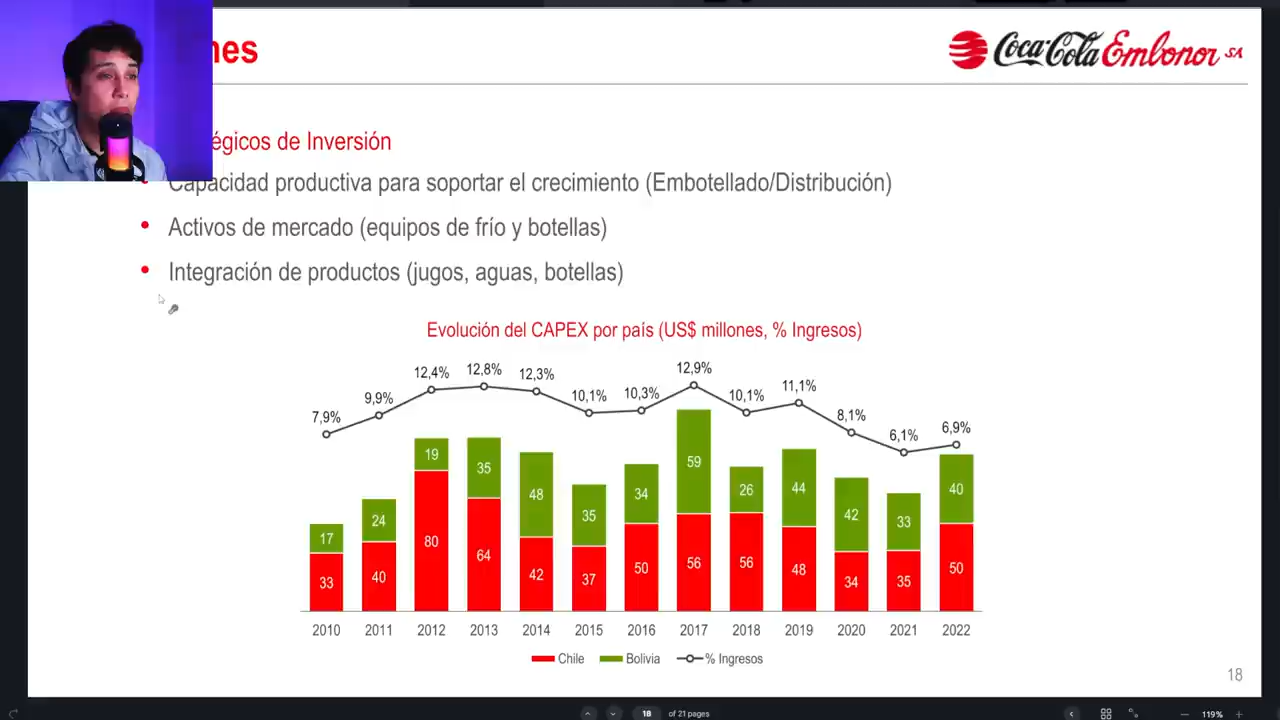 nes
Coca-Cola Embonor SA
égicos de Inversión
Capacidad productiva para soportar el crecimiento (Embotellado/Distribución)
• Activos de mercado (equipos de frío y botellas)
• Integración de productos (jugos, aguas, botellas)
Evolución del CAPEX por país (US$ millones, % Ingresos)
7,9% 9,9% 12,4% 12,8% 12,3% 10,1% 10,3% 12,9% 10,1% 11,1% 8,1% 6,1% 6,9%
17 24 19 35 48 35 34 59 26 44 42 33 40
33 40 80 64 42 37 50 56 56 48 34 35 50
2010 2011 2012 2013 2014 2015 2016 2017 2018 2019 2020 2021 2022
Chile Bolivia % Ingresos
18
18 of 21 pages 119%